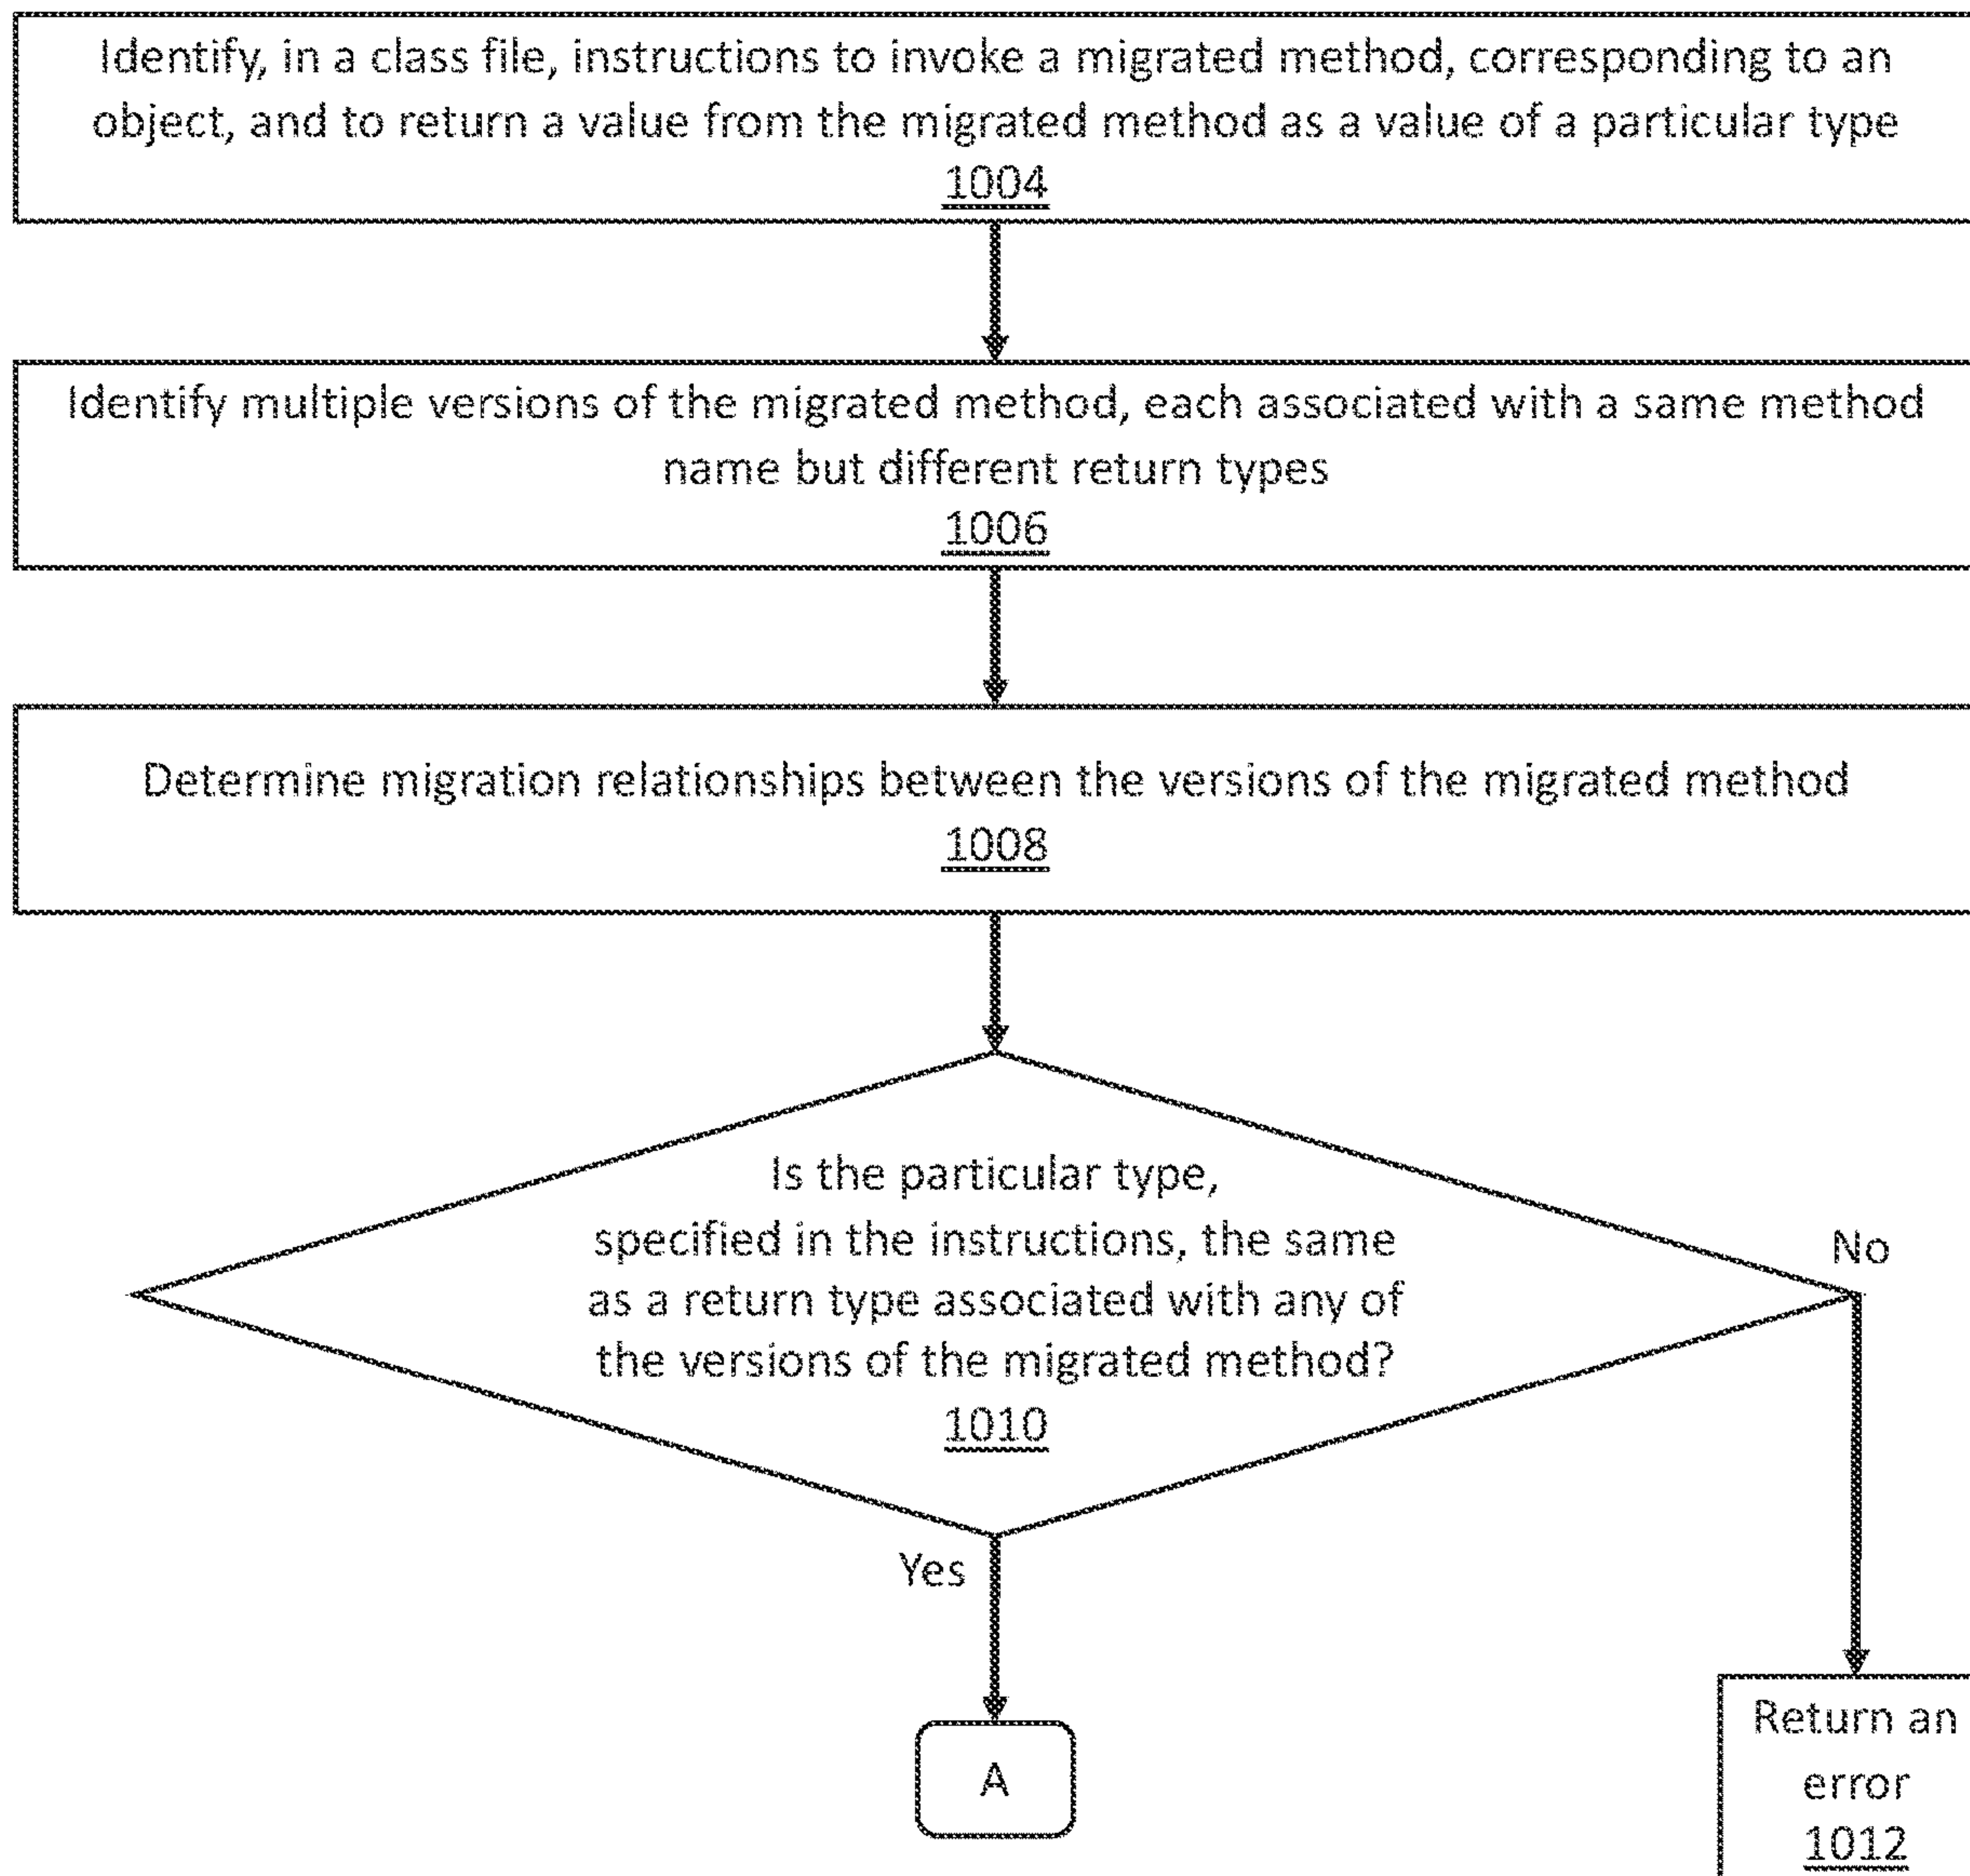 Identify, in a class file, instructions to invoke a migrated method, corresponding to an
object, and to return a value from the migrated method as a value of a particular type
1004
Identify multiple versions of the migrated method, each associated with a same method
name but different return types
1006
Determine migration relationships between the versions of the migrated method
1008
Is the particular type,
specified in the instructions, the same
as a return type associated with any of
the versions of the migrated method?
1010
No
Yes
A
Return an
error
1012